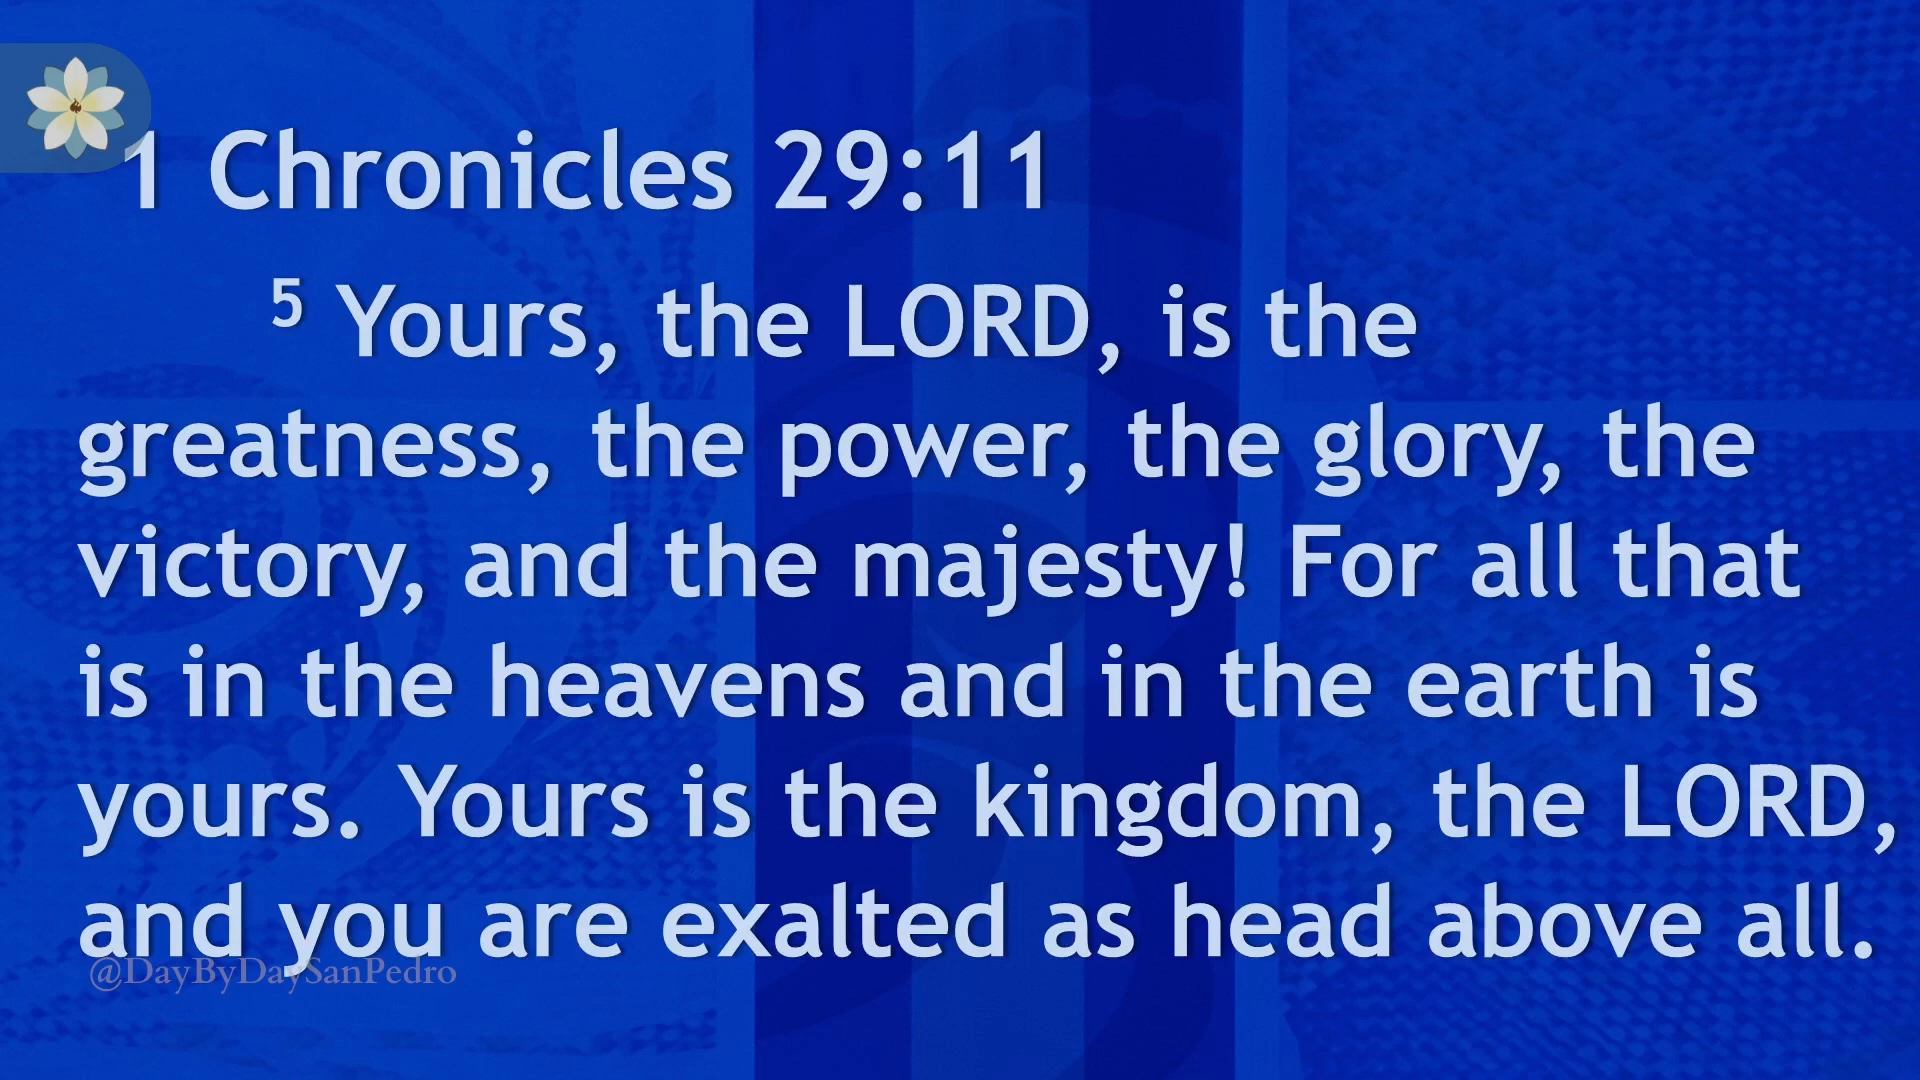 1 Chronicles 29:11
5 Yours, the LORD, is the
greatness, the power, the glory, the
victory, and the majesty! For all that
is in the heavens and in the earth is
yours. Yours is the kingdom, the LORD,
and you are exalted as head above all.
@DayByDaySanPedro